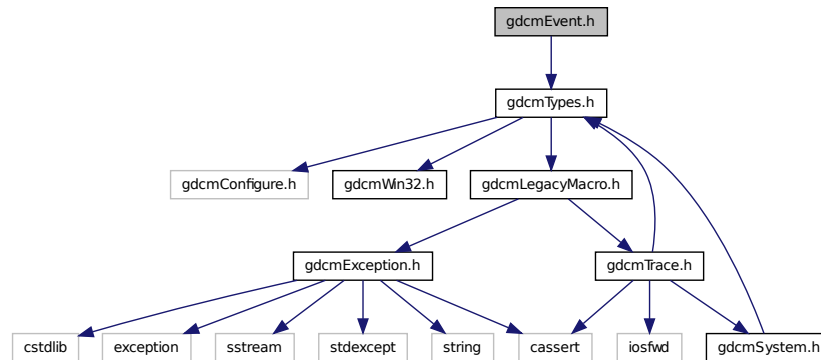 gdcmEvent.h
gdcmTypes.h
gdcmConfigure.h
gdcmWin32.h
gdcmLegacyMacro.h
gdcmException.h
gdcmTrace.h
cstdlib
exception
sstream
stdexcept
string
cassert
iosfwd
gdcmSystem.h